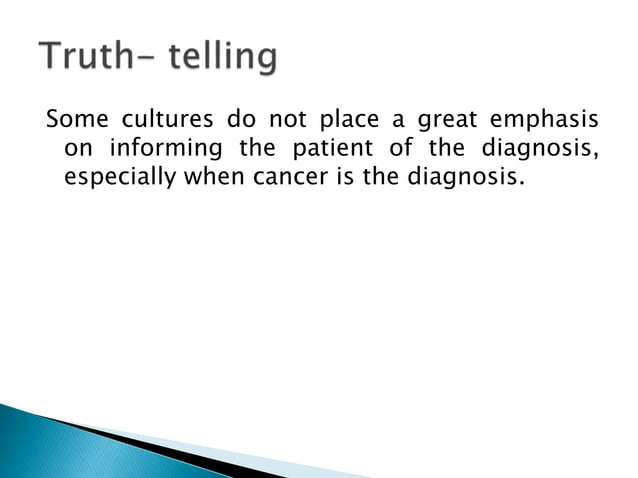 Truth- telling
Some cultures do not place a great emphasis
on informing the patient of the diagnosis,
especially when cancer is the diagnosis.